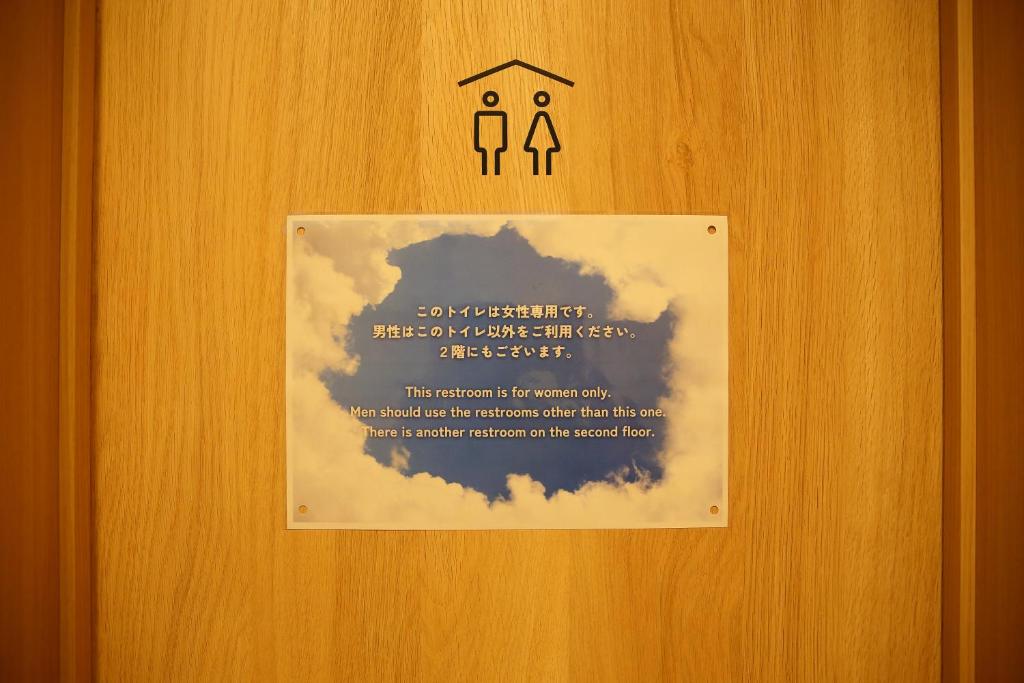 このトイレは女性専用です。
男性はこのトイレ以外をご利用ください。
２階にもございます。
This restroom is for women only.
Men should use the restrooms other than this one.
There is another restroom on the second floor.